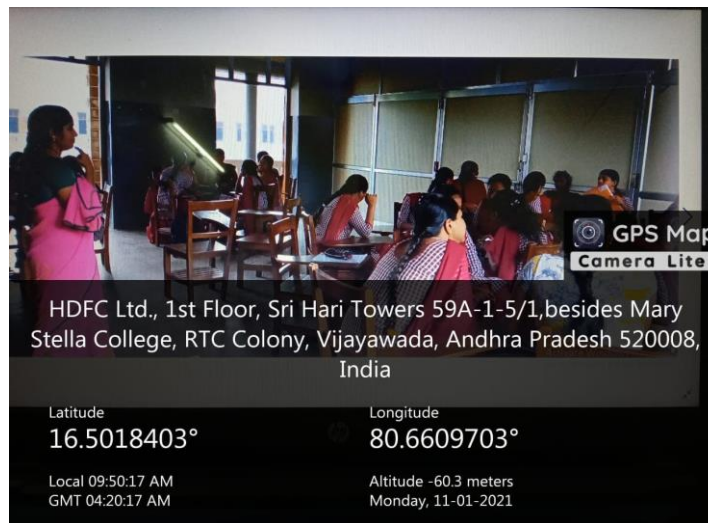 GPS Map
Camera Lite
HDFC Ltd., 1st Floor, Sri Hari Towers 59A-1-5/1,besides Mary
Stella College, RTC Colony, Vijayawada, Andhra Pradesh 520008,
India
Latitude
16.5018403°
Longitude
80.6609703°
Local 09:50:17 AM
GMT 04:20:17 AM
Altitude -60.3 meters
Monday, 11-01-2021